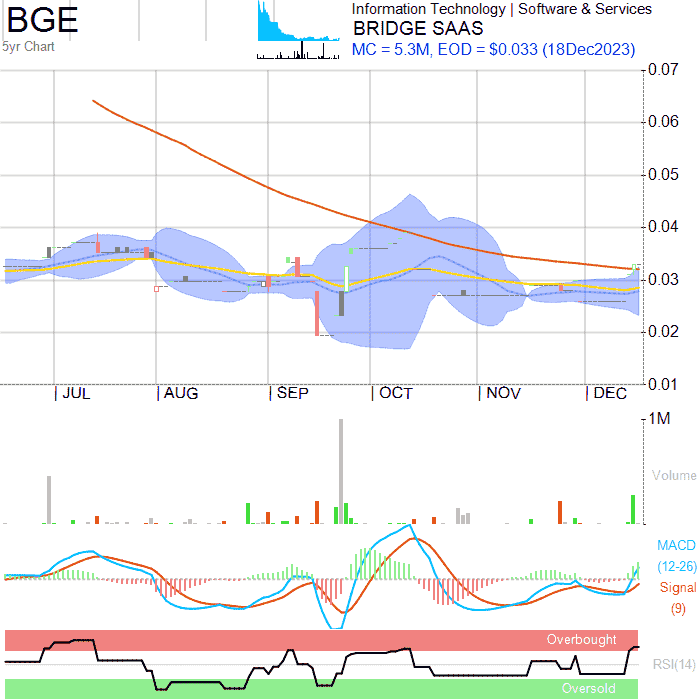 BGE
5yr Chart
Information Technology | Software & Services
BRIDGE SAAS
MC = 5.3M, EOD = $0.033 (18Dec2023)
0.07
0.06
0.05
0.04
0.03
0.02
0.01
| JUL | AUG | SEP | OCT | NOV | DEC
1M
Volume
MACD
(12-26)
Signal
(9)
Overbought
RSI(14)
Oversold